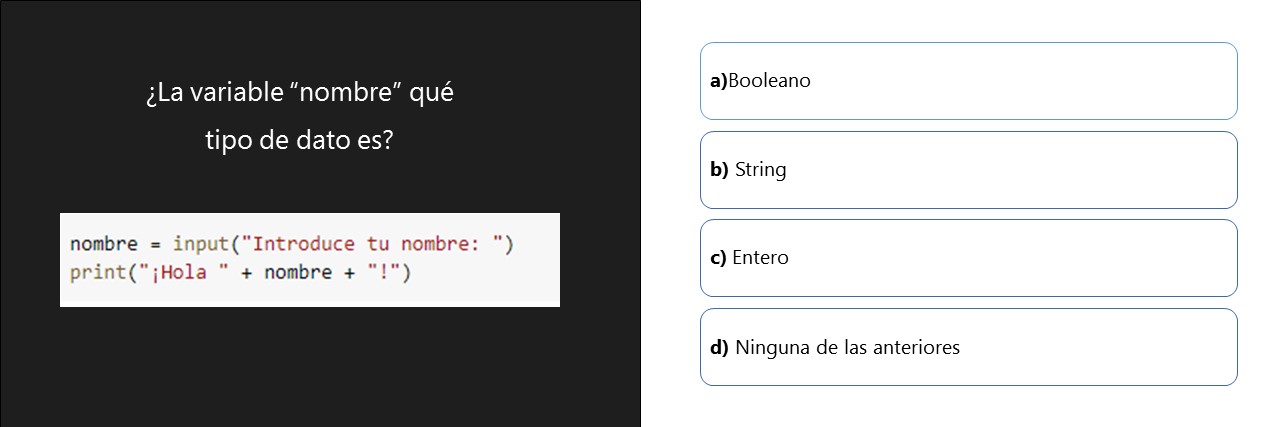 ¿La variable “nombre” qué
tipo de dato es?
nombre = input("Introduce tu nombre: ")
print("¡Hola " + nombre + "!")
a)Booleano
b) String
c) Entero
d) Ninguna de las anteriores